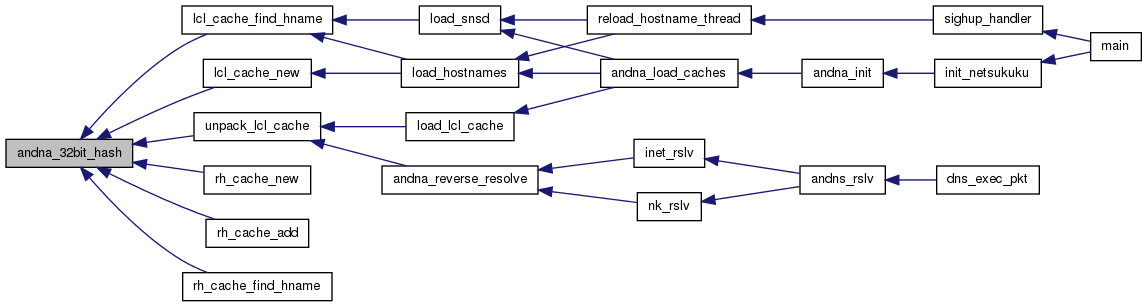 lcl_cache_find_hname
load_snsd
reload_hostname_thread
sighup_handler
main
lcl_cache_new
load_hostnames
andna_load_caches
andna_init
init_netsukuku
unpack_lcl_cache
load_lcl_cache
andna_32bit_hash
inet_rslv
rh_cache_new
andna_reverse_resolve
andns_rslv
dns_exec_pkt
nk_rslv
rh_cache_add
rh_cache_find_hname